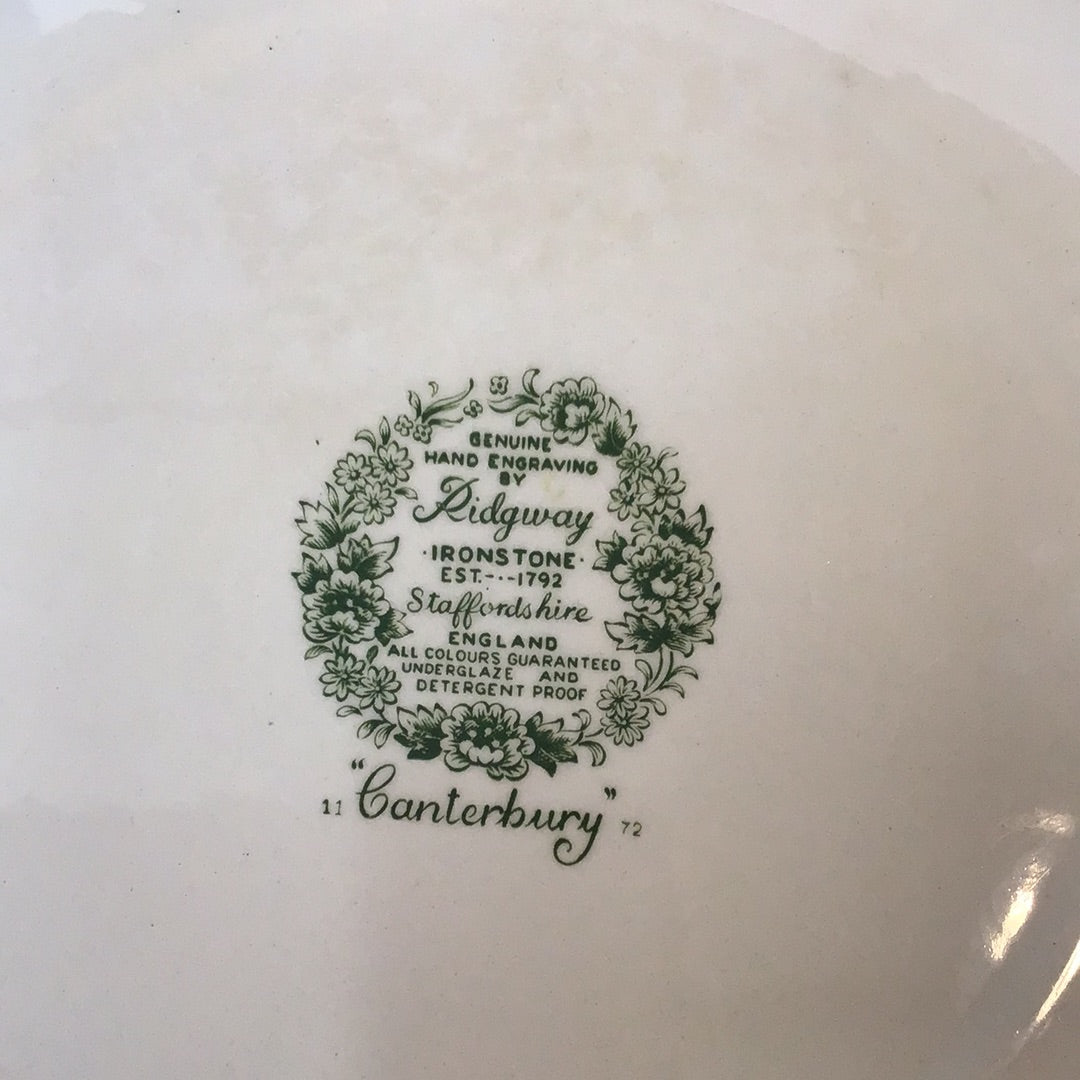 GENUINE
HAND ENGRAVING
BY
Ridgway
·IRONSTONE·
EST.-·-1792
Staffordshire
ENGLAND
ALL COLOURS GUARANTEED
UNDERGLAZE AND
DETERGENT PROOF
11 "Canterbury" 72